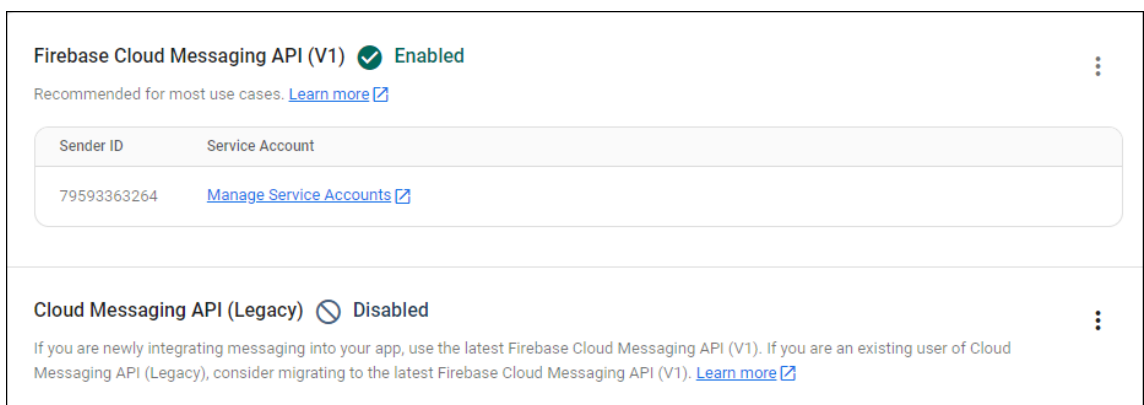 Firebase Cloud Messaging API (V1) Enabled
Recommended for most use cases. Learn more
Sender ID Service Account
79593363264 Manage Service Accounts
Cloud Messaging API (Legacy) Disabled
If you are newly integrating messaging into your app, use the latest Firebase Cloud Messaging API (V1). If you are an existing user of Cloud
Messaging API (Legacy), consider migrating to the latest Firebase Cloud Messaging API (V1). Learn more